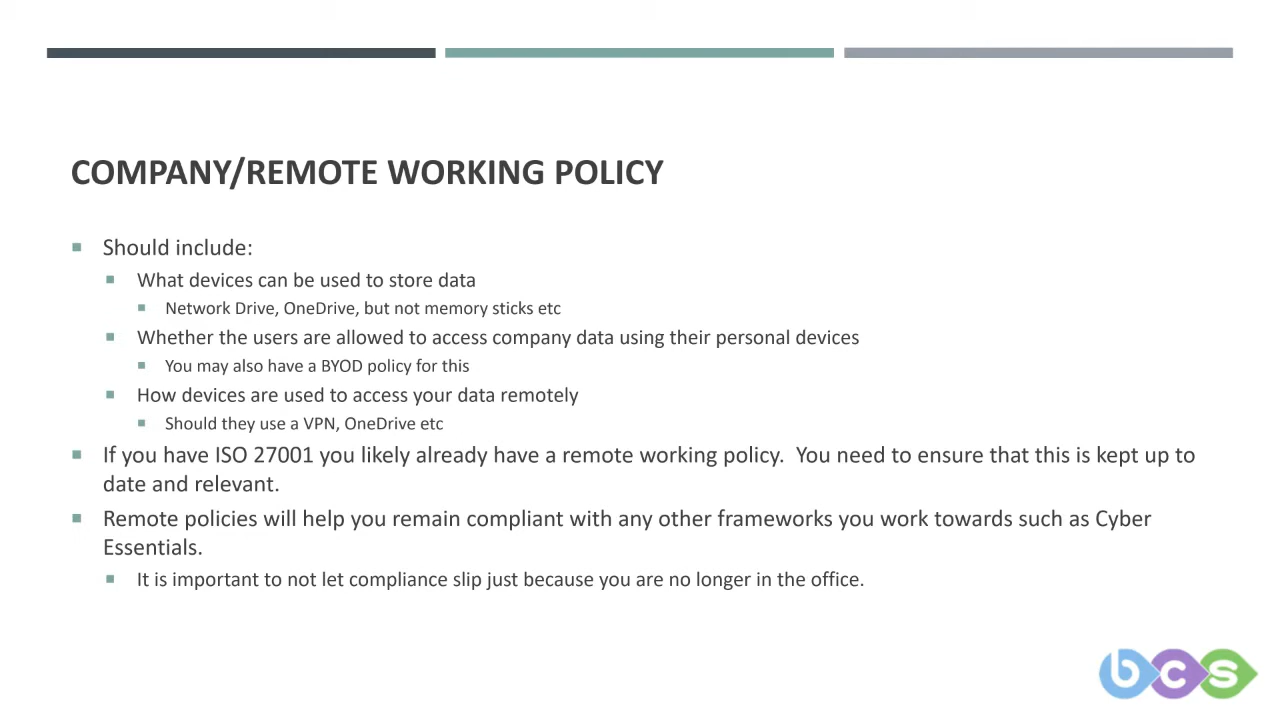 COMPANY/REMOTE WORKING POLICY
Should include:
What devices can be used to store data
Network Drive, OneDrive, but not memory sticks etc
Whether the users are allowed to access company data using their personal devices
You may also have a BYOD policy for this
How devices are used to access your data remotely
Should they use a VPN, OneDrive etc
If you have ISO 27001 you likely already have a remote working policy.  You need to ensure that this is kept up to
date and relevant.
Remote policies will help you remain compliant with any other frameworks you work towards such as Cyber
Essentials.
It is important to not let compliance slip just because you are no longer in the office.
bcs